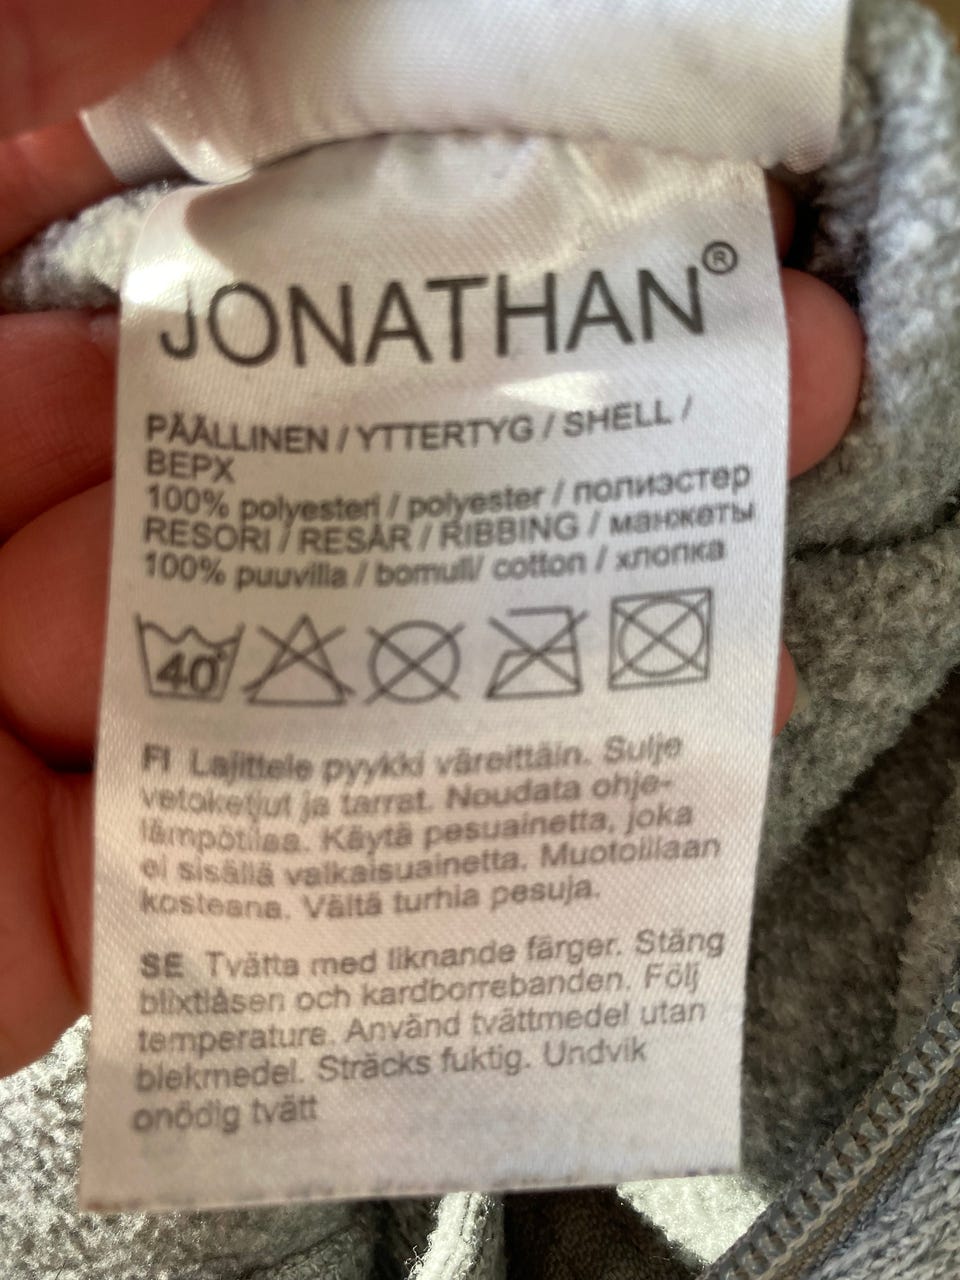 JONATHAN®
PÄÄLLINEN / YTTERTYG / SHELL /
ВЕРХ
100% polyesteri / polyester / полиэстер
RESORI / RESÅR / RIBBING / манжеты
100% puuvilla / bomull/ cotton / хлопка
40°
FI Lajittele pyykki väreittäin. Sulje
vetoketjut ja tarrat. Noudata ohje-
lämpötilaa. Käytä pesuainetta, joka
ei sisällä valkaisuainetta. Muotoillaan
kosteana. Vältä turhia pesuja.
SE Tvätta med liknande färger. Stäng
blixtlåsen och kardborrebanden. Följ
temperature. Använd tvättmedel utan
blekmedel. Sträcks fuktig. Undvik
onödig tvätt